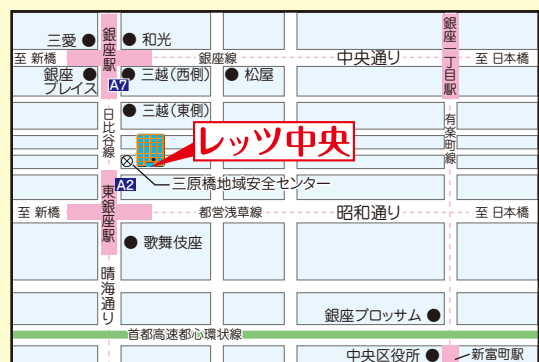 三愛
銀座駅
和光
銀座一丁目駅
至 新橋
銀座線
中央通り
至 日本橋
銀座
プレイス
A7
三越(西側)
松屋
三越(東側)
日比谷線
有楽町線
レッツ中央
三原橋地域安全センター
A2
東銀座駅
至 新橋
都営浅草線
昭和通り
至 日本橋
歌舞伎座
晴海通り
銀座ブロッサム
首都高速都心環状線
中央区役所
新富町駅